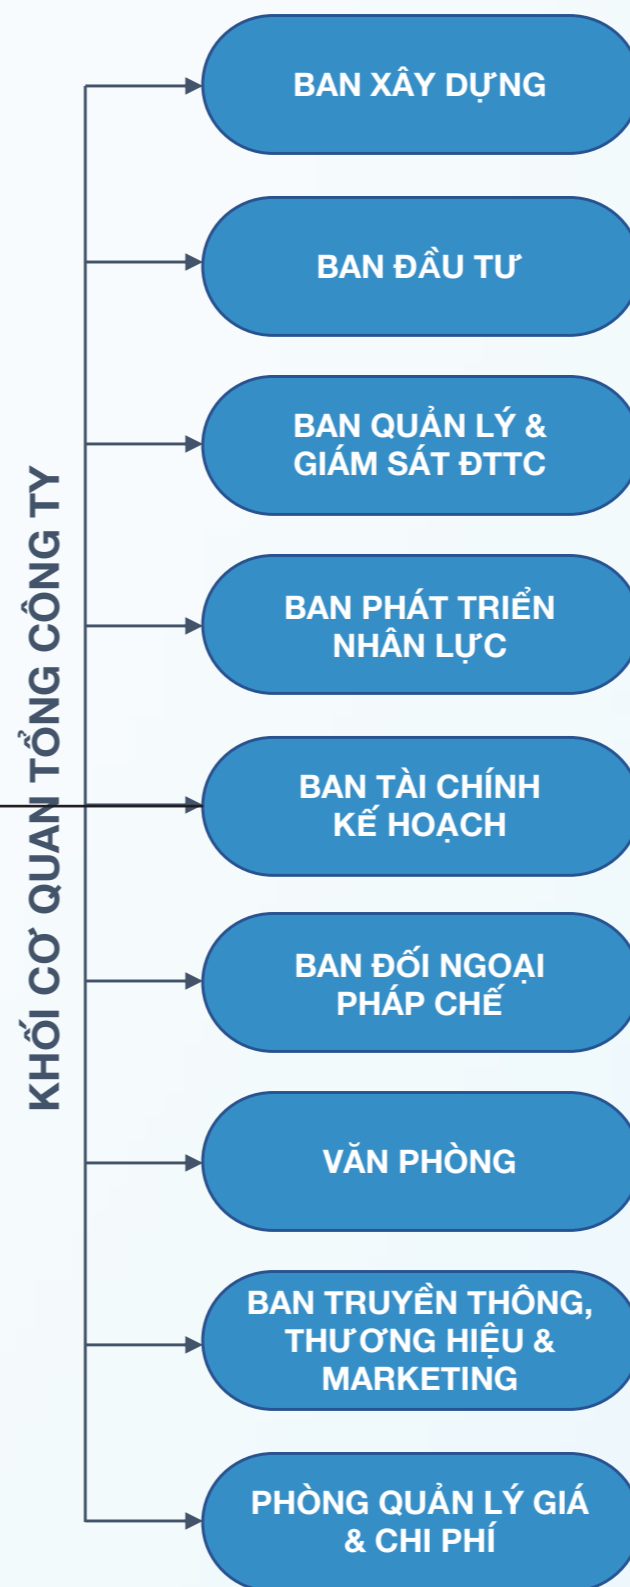 KHỐI CƠ QUAN TỔNG CÔNG TY
BAN XÂY DỰNG
BAN ĐẦU TƯ
BAN QUẢN LÝ &
GIÁM SÁT ĐTTC
BAN PHÁT TRIỂN
NHÂN LỰC
BAN TÀI CHÍNH
KẾ HOẠCH
BAN ĐỐI NGOẠI
PHÁP CHẾ
VĂN PHÒNG
BAN TRUYỀN THÔNG,
THƯƠNG HIỆU &
MARKETING
PHÒNG QUẢN LÝ GIÁ
& CHI PHÍ